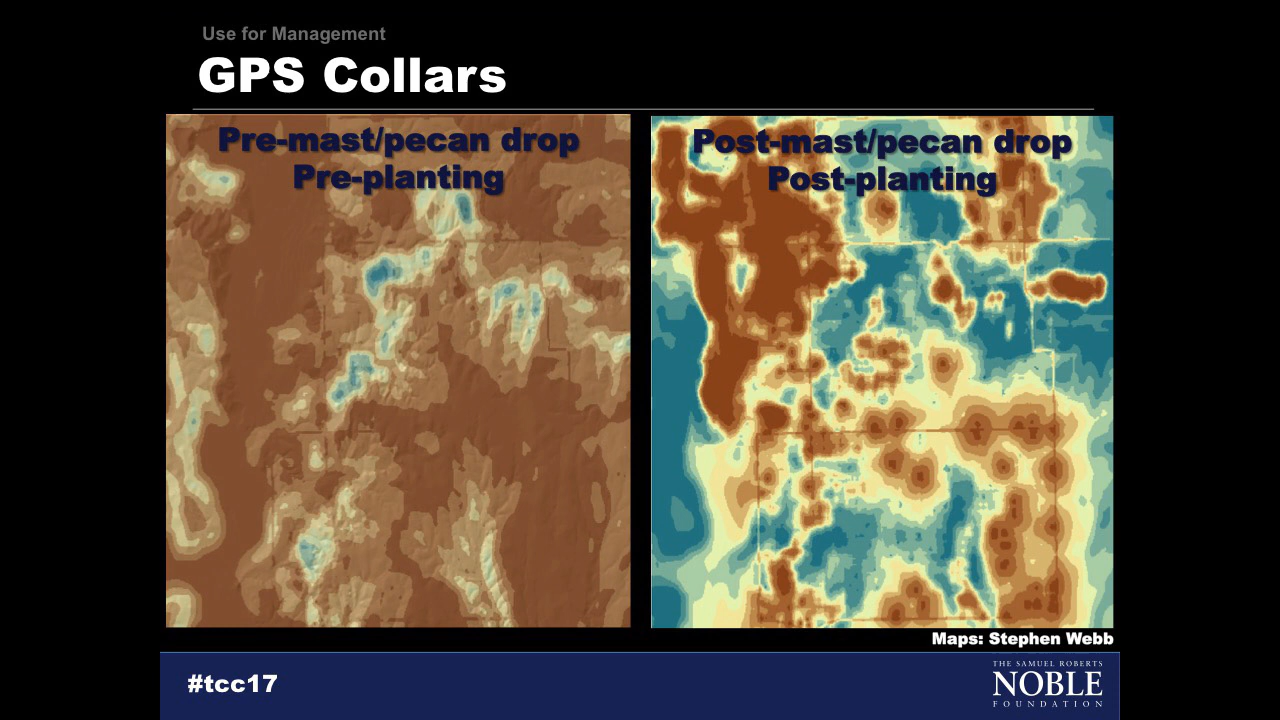 Use for Management
GPS Collars
Pre-mast/pecan drop
Pre-planting
Post-mast/pecan drop
Post-planting
Maps: Stephen Webb
#tcc17
THE SAMUEL ROBERTS
NOBLE
FOUNDATION